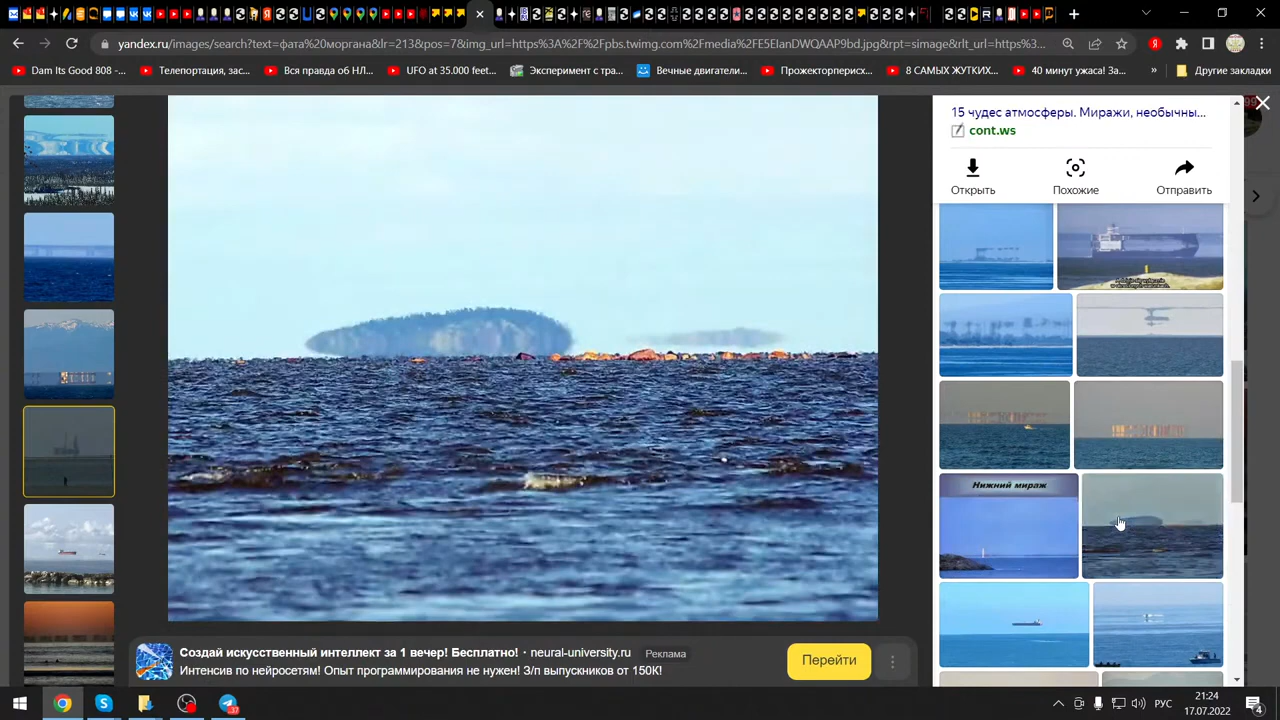 yandex.ru/images/search?text=фата%20моргана&lr=213&pos=7&img_url=https%3A%2F%2Fpbs.twimg.com%2Fmedia%2FE5EIanDWQAAP9bd.jpg&rpt=simage&rlt_url=https%3...
Dam Its Good 808 -...
Телепортация, зас...
Вся правда об НЛ...
UFO at 35.000 feet...
Эксперимент с тра...
Вечные двигатели...
Прожекторперисх...
8 САМЫХ ЖУТКИХ...
40 минут ужаса! За...
»
Другие закладки
15 чудес атмосферы. Миражи, необычны...
cont.ws
Открыть
Похожие
Отправить
Нижний мираж
Создай искусственный интеллект за 1 вечер! Бесплатно! · neural-university.ru Реклама
Интенсив по нейросетям! Опыт программирования не нужен! З/п выпускников от 150К!
Перейти
РУС
21:24
17.07.2022
4